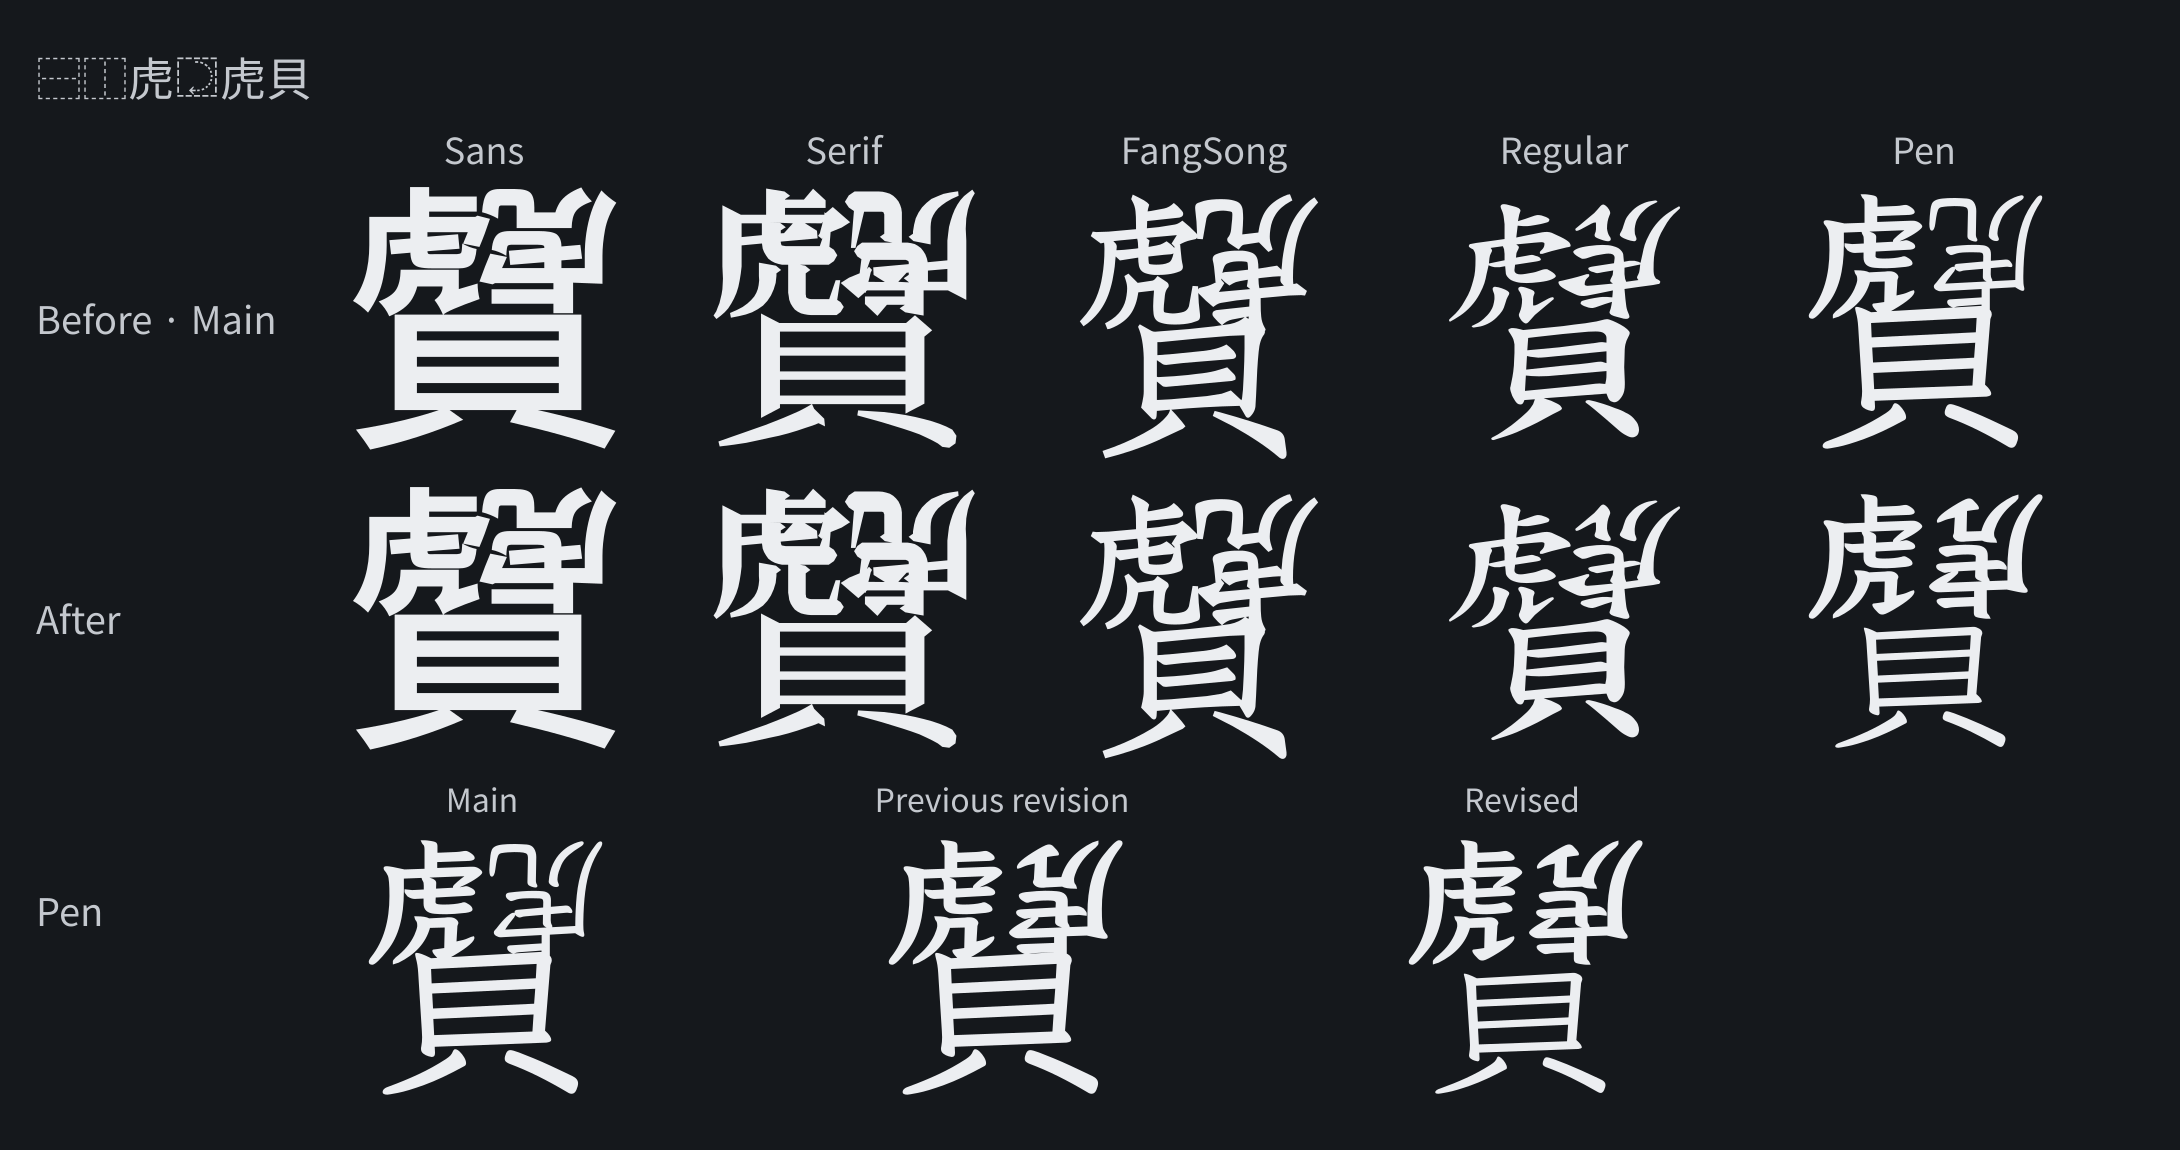 ⿱⿰虎⿾虎貝
Sans Serif FangSong Regular Pen
Before · Main
After
Main Previous revision Revised
Pen